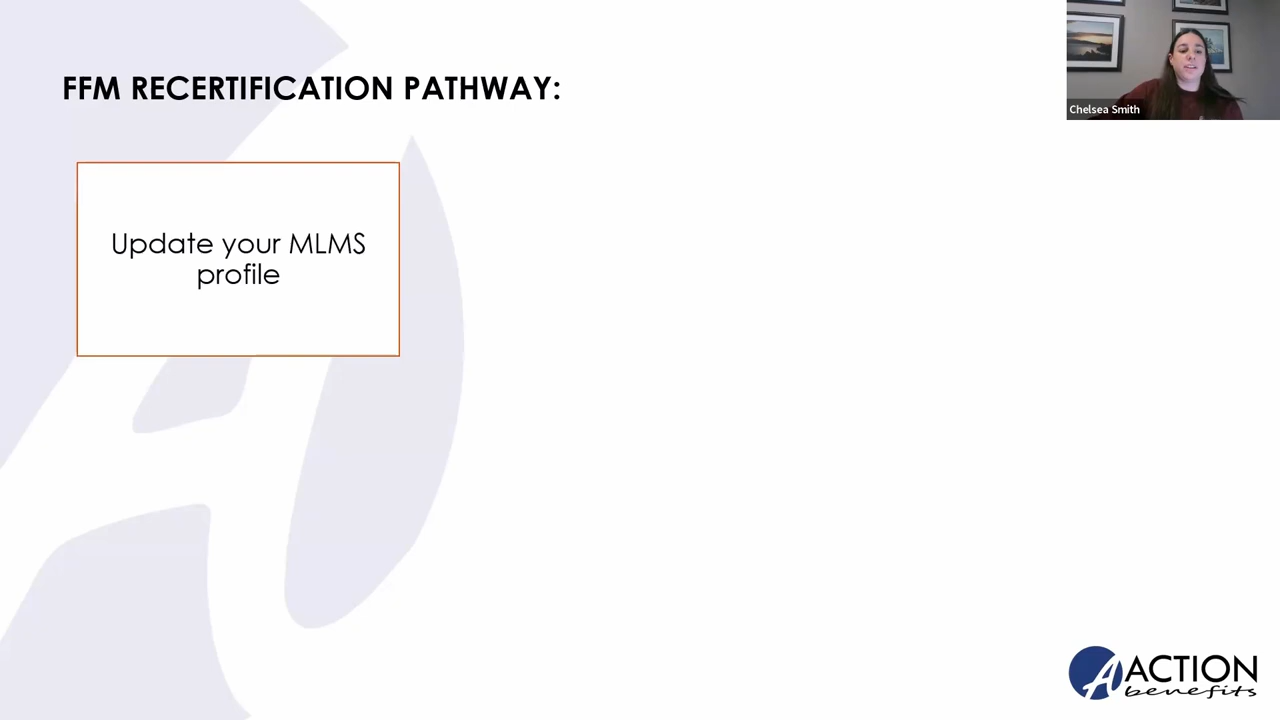 FFM RECERTIFICATION PATHWAY:
Chelsea Smith
Update your MLMS
profile
A ACTION
benefits